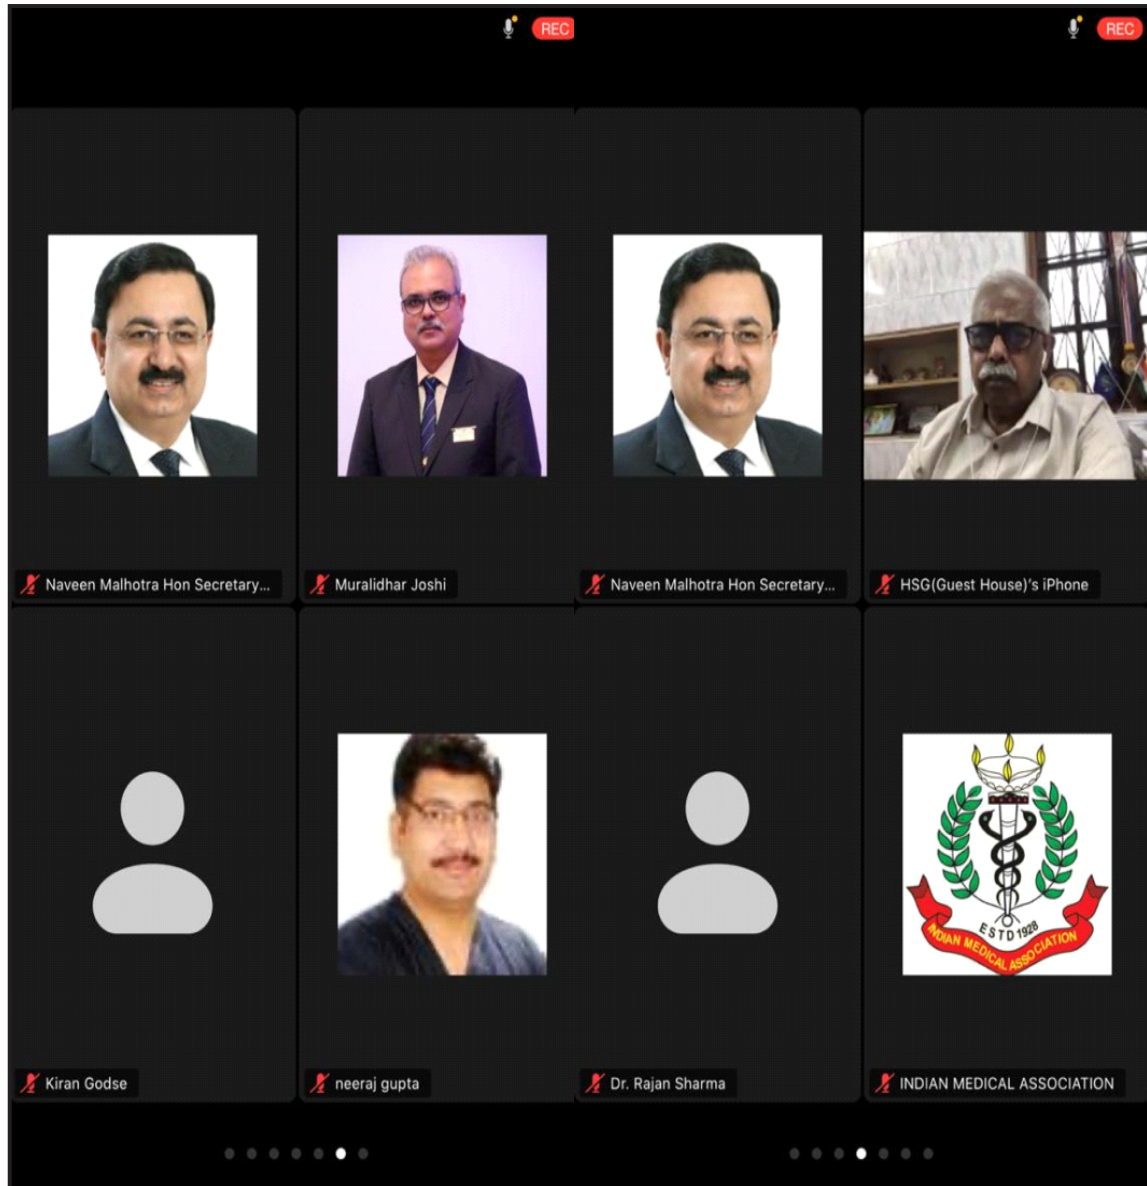 REC
REC
Naveen Malhotra Hon Secretary...
Muralidhar Joshi
Naveen Malhotra Hon Secretary...
HSG(Guest House)'s iPhone
ESTD 1928
INDIAN MEDICAL ASSOCIATION
Kiran Godse
neeraj gupta
Dr. Rajan Sharma
INDIAN MEDICAL ASSOCIATION